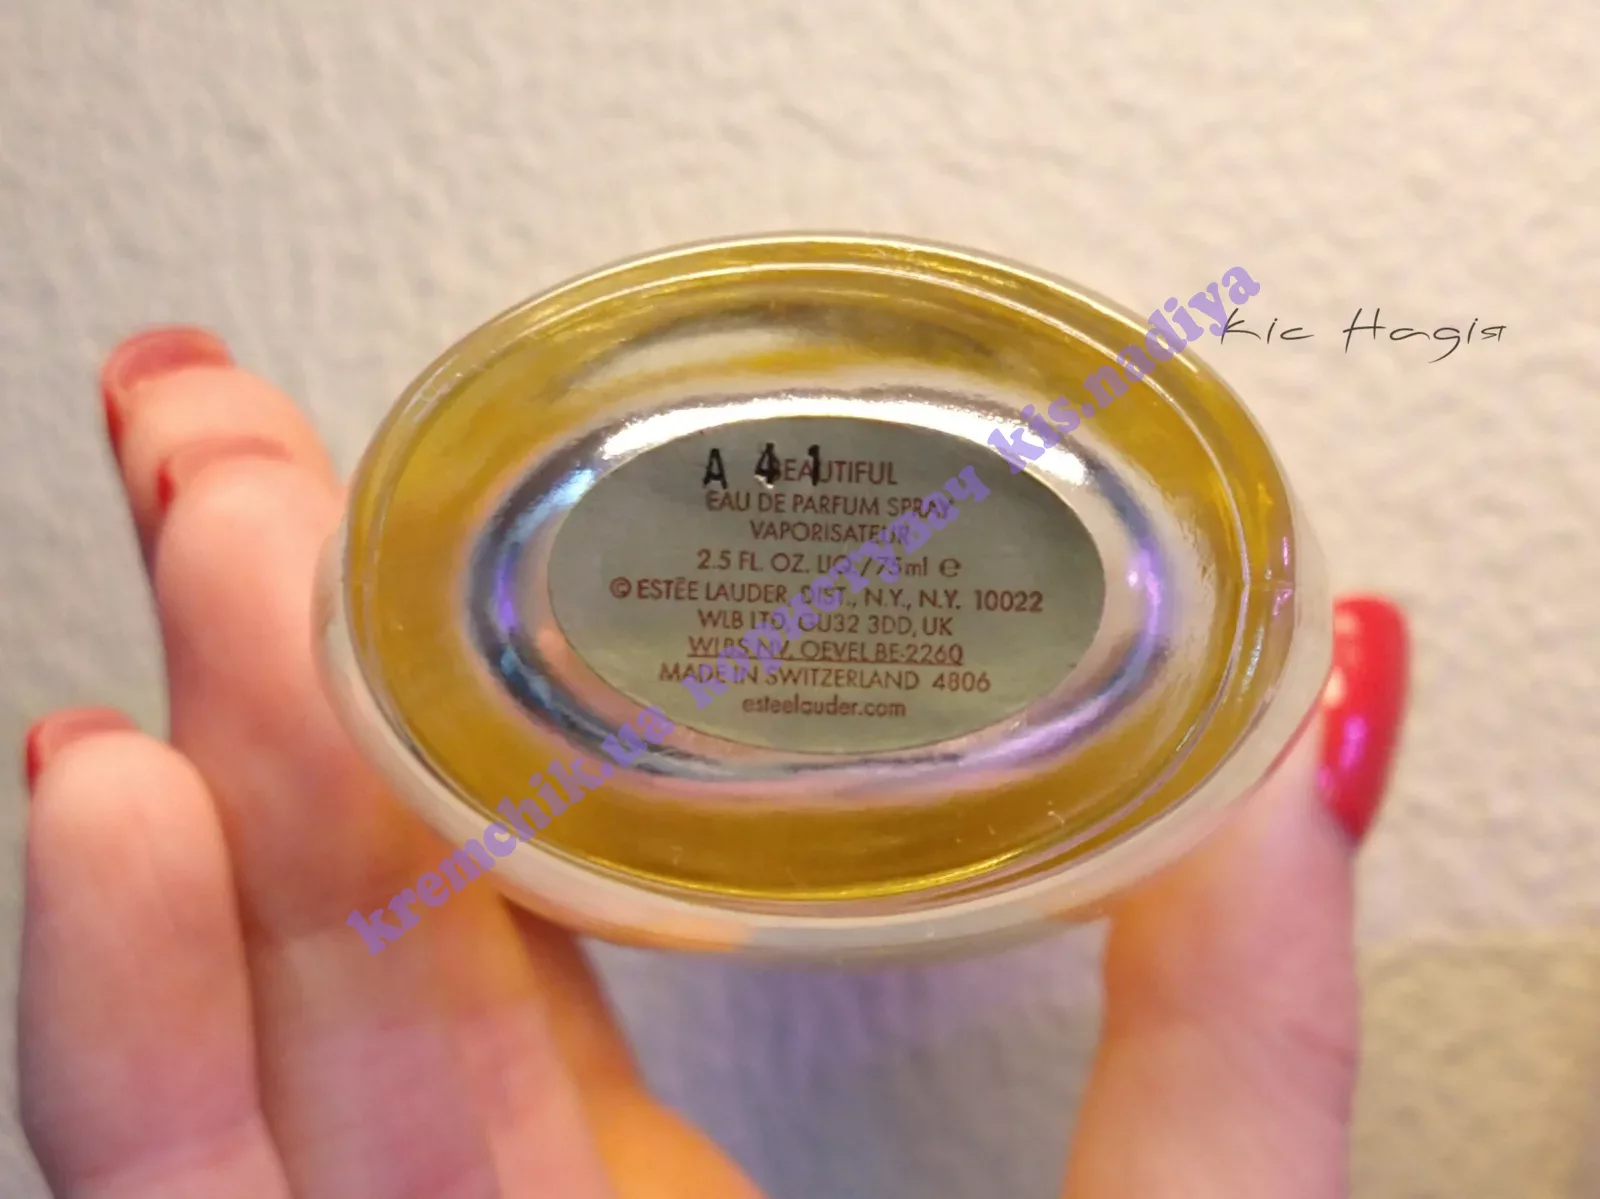 A 41
BEAUTIFUL
EAU DE PARFUM SPRAY
VAPORISATEUR
2.5 FL. OZ. LIQ./75ml e
© ESTĒE LAUDER, DIST., N.Y., N.Y. 10022
WLB LTD, GU32 3DD, UK
WLBS NV. OEVEL BE-2260
MADE IN SWITZERLAND 4806
esteelauder.com
Кіс Надія
kremchik.ua користувач kis.nadiya